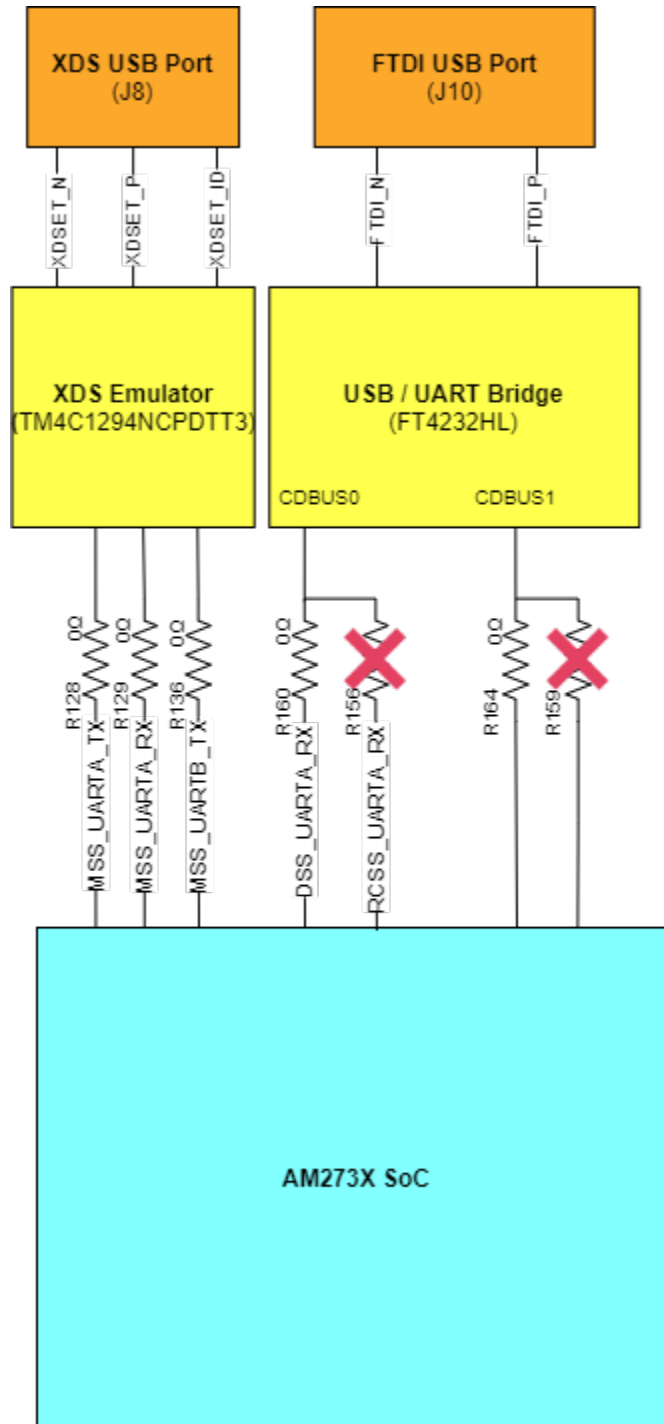 XDS USB Port
(J8)
FTDI USB Port
(J10)
XDSET_N
XDSET_P
XDSET_ID
FTDI_N
FTDI_P
XDS Emulator
(TM4C1294NCPDTT3)
USB / UART Bridge
(FT4232HL)
CDBUS0
CDBUS1
0Ω
R128
0Ω
R129
0Ω
R136
0Ω
R160
R156
0Ω
R164
R159
MSS_UARTA_TX
MSS_UARTA_RX
MSS_UARTB_TX
DSS_UARTA_RX
RCSS_UARTA_RX
AM273X SoC